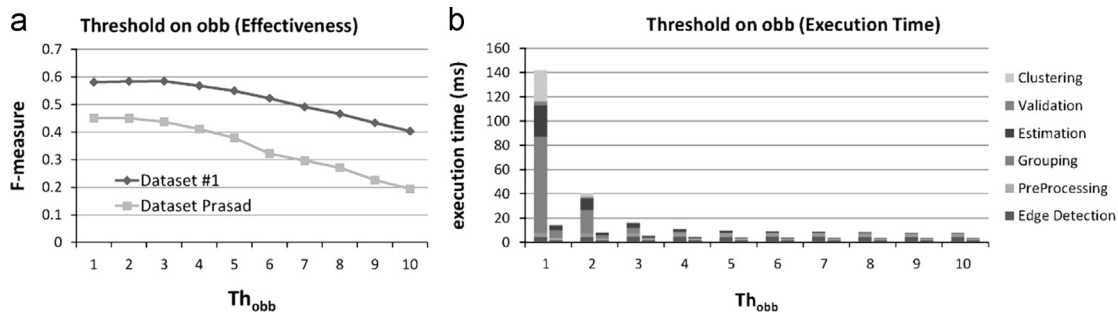 a
Threshold on obb (Effectiveness)
F-measure
0.7
0.6
0.5
0.4
0.3
0.2
0.1
0
Dataset #1
Dataset Prasad
1 2 3 4 5 6 7 8 9 10
Thobb
b
Threshold on obb (Execution Time)
execution time (ms)
160
140
120
100
80
60
40
20
0
1 2 3 4 5 6 7 8 9 10
Thobb
Clustering
Validation
Estimation
Grouping
PreProcessing
Edge Detection